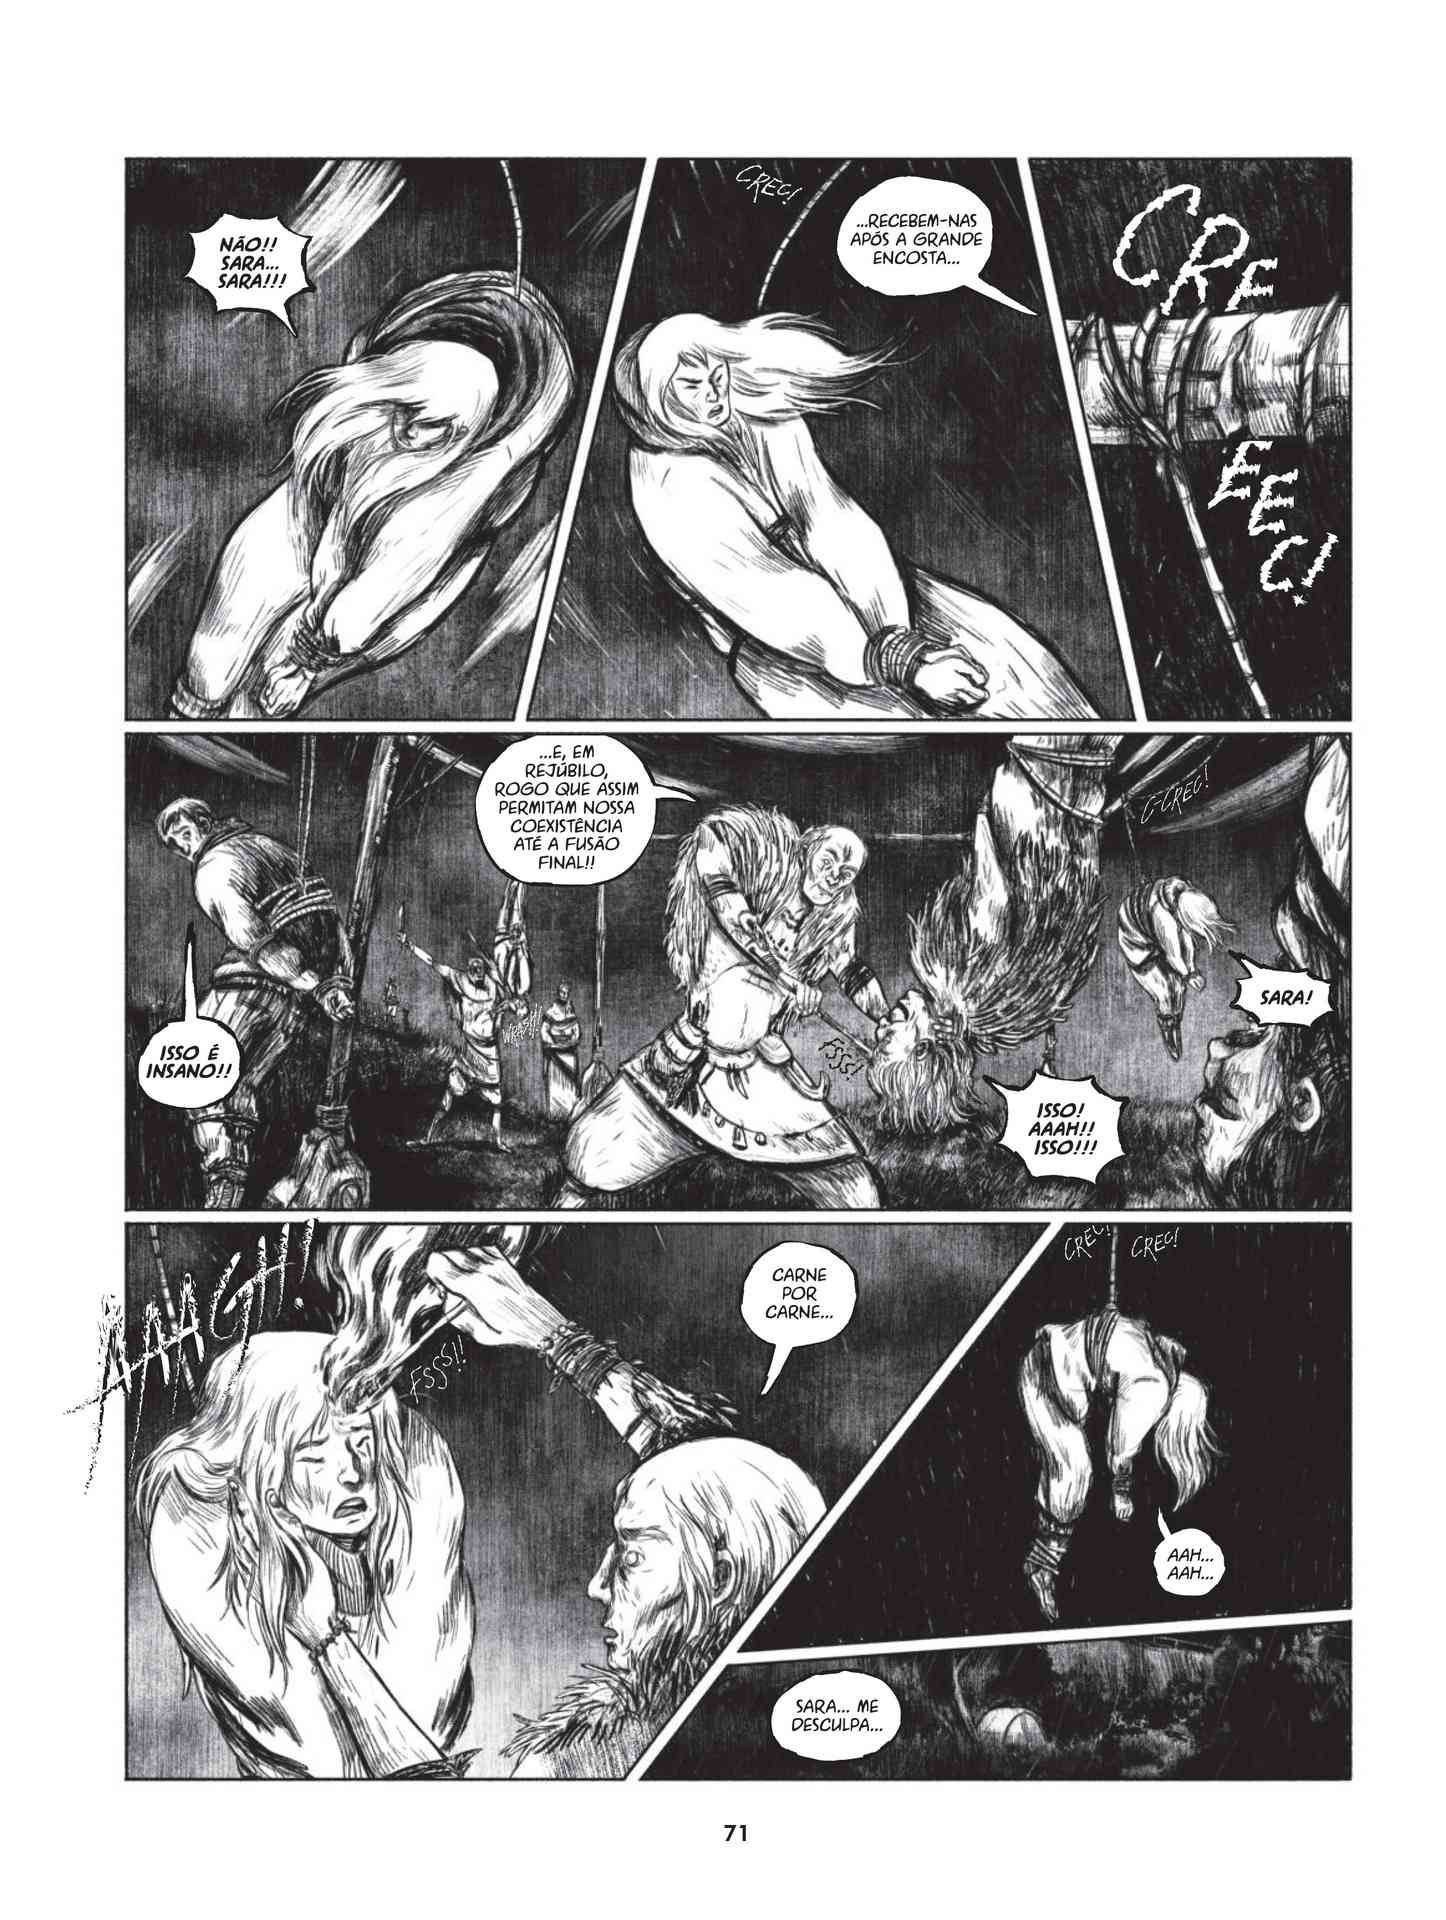 NÃO!!
SARA...
SARA!!!
CREC!
...RECEBEM-NAS
APÓS A GRANDE
ENCOSTA...
CRE
EEC!
...E, EM
REJÚBILO,
ROGO QUE ASSIM
PERMITAM NOSSA
COEXISTÊNCIA
ATÉ A FUSÃO
FINAL!!
C-CREC!
SARA!
WRASH!!
FSSS!
ISSO É
INSANO!!
ISSO!
AAAH!!
ISSO!!!
AAAGH!!
FSSS!!
CARNE
POR
CARNE...
CREC!
CREC!
AAH...
AAH...
SARA... ME
DESCULPA...
71